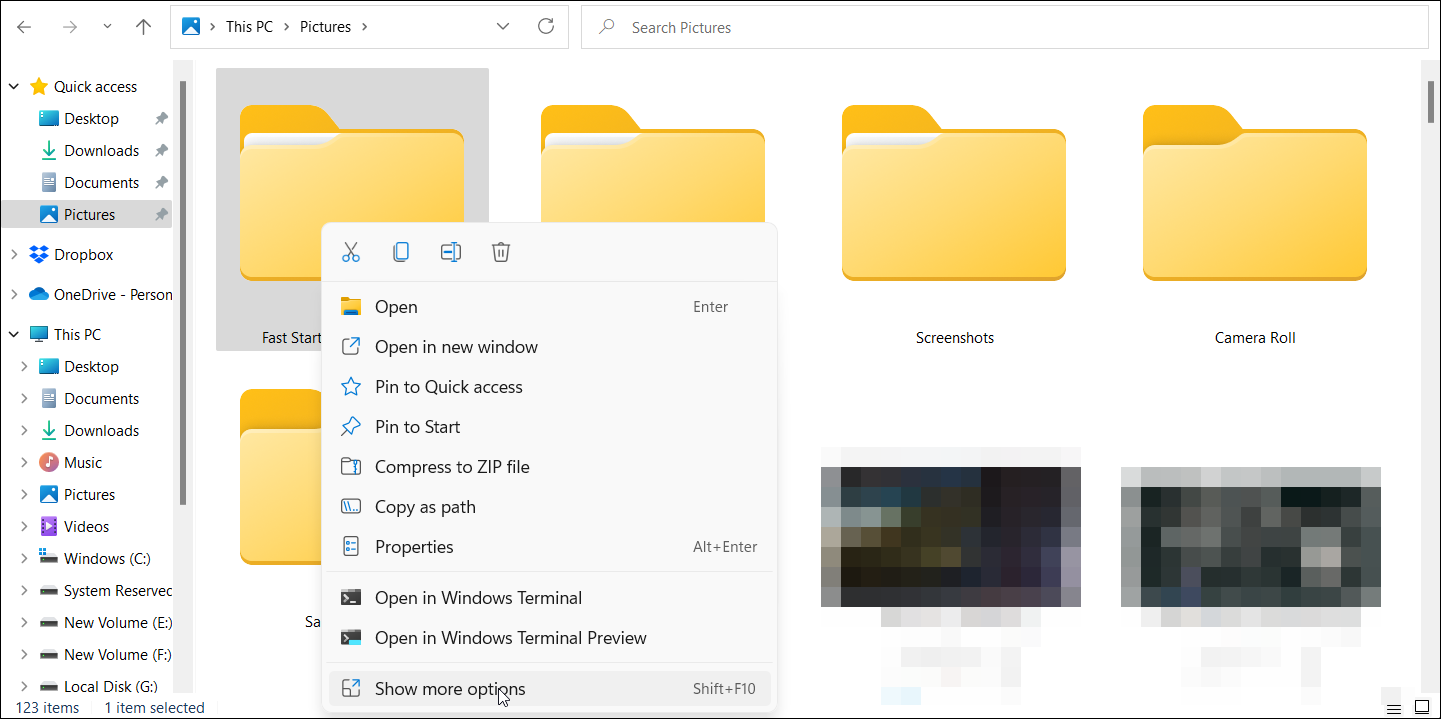 This PC > Pictures >
Search Pictures
Quick access
Desktop
Downloads
Documents
Pictures
Dropbox
OneDrive - Person
This PC
Desktop
Documents
Downloads
Music
Pictures
Videos
Windows (C:)
System Reserved
New Volume (E:)
New Volume (F:)
Local Disk (G:)
123 items
1 item selected
Fast Start
Screenshots
Camera Roll
Sa
Open Enter
Open in new window
Pin to Quick access
Pin to Start
Compress to ZIP file
Copy as path
Properties Alt+Enter
Open in Windows Terminal
Open in Windows Terminal Preview
Show more options Shift+F10